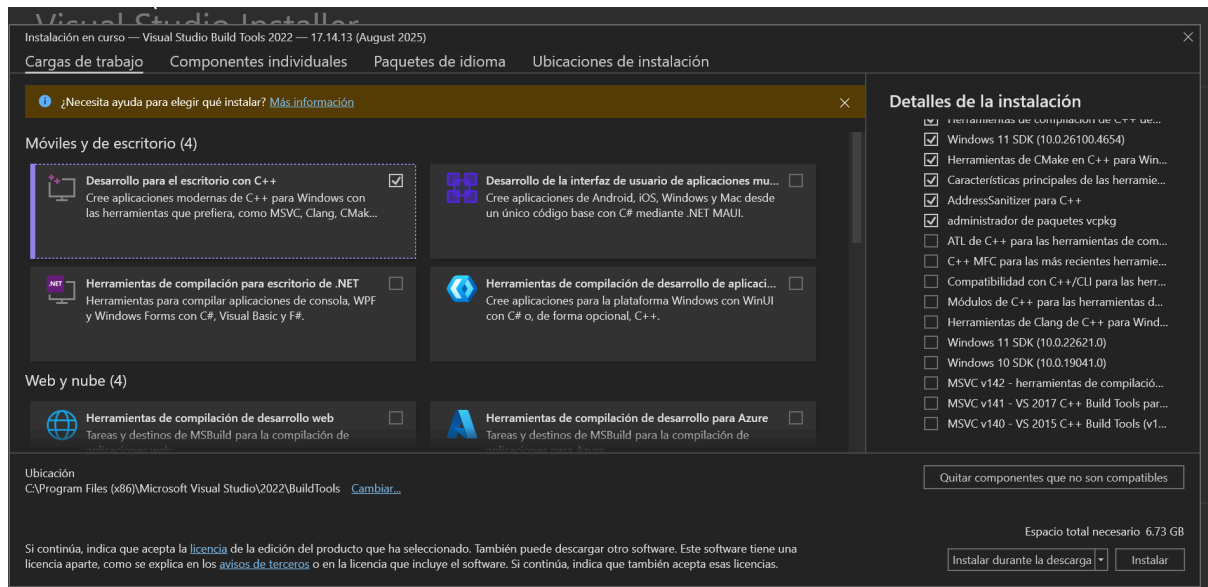 Visual Studio Installer
Instalación en curso — Visual Studio Build Tools 2022 — 17.14.13 (August 2025)
Cargas de trabajo Componentes individuales Paquetes de idioma Ubicaciones de instalación
¿Necesita ayuda para elegir qué instalar? Más información
Móviles y de escritorio (4)
Desarrollo para el escritorio con C++
Cree aplicaciones modernas de C++ para Windows con
las herramientas que prefiera, como MSVC, Clang, CMak...
Desarrollo de la interfaz de usuario de aplicaciones mu...
Cree aplicaciones de Android, iOS, Windows y Mac desde
un único código base con C# mediante .NET MAUI.
.NET
Herramientas de compilación para escritorio de .NET
Herramientas para compilar aplicaciones de consola, WPF
y Windows Forms con C#, Visual Basic y F#.
Herramientas de compilación de desarrollo de aplicaci...
Cree aplicaciones para la plataforma Windows con WinUI
con C# o, de forma opcional, C++.
Web y nube (4)
Herramientas de compilación de desarrollo web
Tareas y destinos de MSBuild para la compilación de
aplicaciones web.
Herramientas de compilación de desarrollo para Azure
Tareas y destinos de MSBuild para la compilación de
aplicaciones para Azure.
Detalles de la instalación
Herramientas de compilación de C++ de...
Windows 11 SDK (10.0.26100.4654)
Herramientas de CMake en C++ para Win...
Características principales de las herramie...
AddressSanitizer para C++
administrador de paquetes vcpkg
ATL de C++ para las herramientas de com...
C++ MFC para las más recientes herramie...
Compatibilidad con C++/CLI para las herr...
Módulos de C++ para las herramientas d...
Herramientas de Clang de C++ para Wind...
Windows 11 SDK (10.0.22621.0)
Windows 10 SDK (10.0.19041.0)
MSVC v142 - herramientas de compilació...
MSVC v141 - VS 2017 C++ Build Tools par...
MSVC v140 - VS 2015 C++ Build Tools (v1...
Ubicación
C:\Program Files (x86)\Microsoft Visual Studio\2022\BuildTools Cambiar...
Quitar componentes que no son compatibles
Espacio total necesario 6.73 GB
Si continúa, indica que acepta la licencia de la edición del producto que ha seleccionado. También puede descargar otro software. Este software tiene una
licencia aparte, como se explica en los avisos de terceros o en la licencia que incluye el software. Si continúa, indica que también acepta esas licencias.
Instalar durante la descarga Instalar